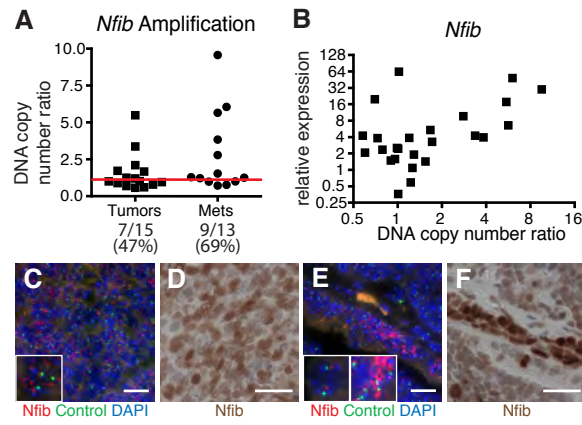 A
Nfib Amplification
DNA copy
number ratio
10.0
7.5
5.0
2.5
0.0
Tumors
Mets
7/15
9/13
(47%)
(69%)
B
Nfib
relative expression
128
64
32
16
8
4
2
1
0.5
0.25
0.5
1
2
4
8
16
DNA copy number ratio
C
D
E
F
Nfib Control DAPI
Nfib
Nfib Control DAPI
Nfib